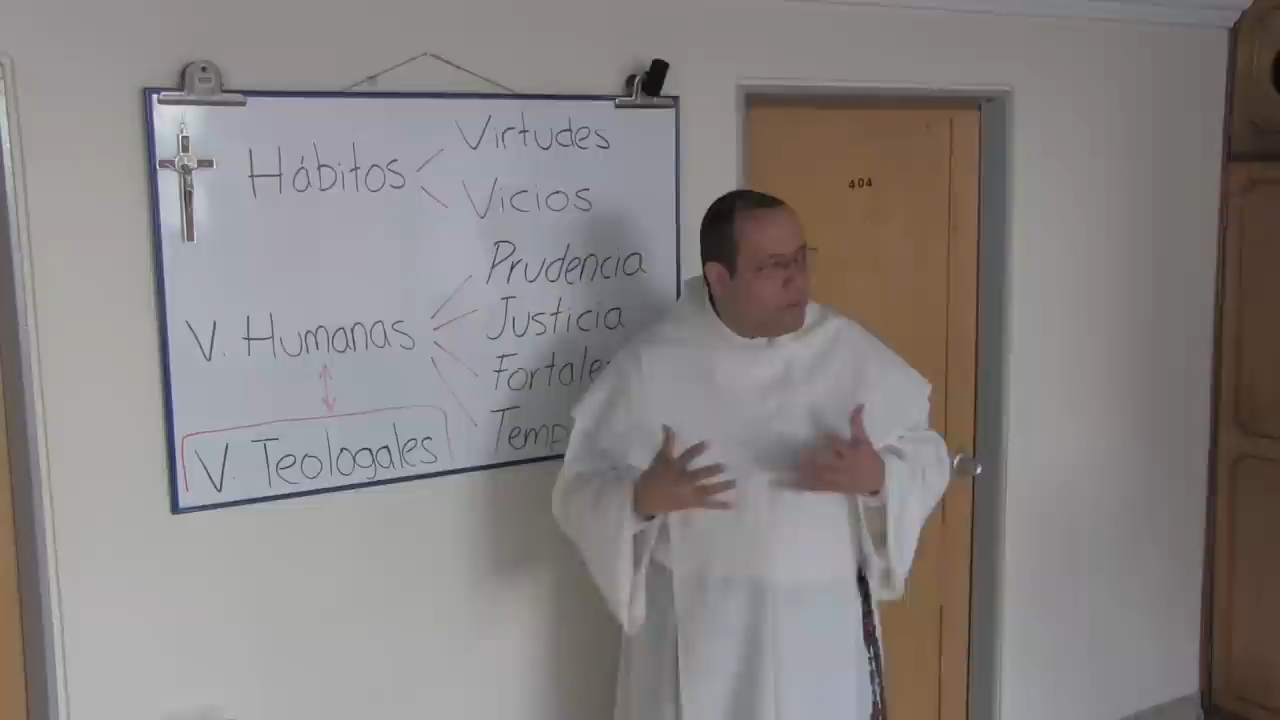 Hábitos
Virtudes
Vicios
V. Humanas
Prudencia
Justicia
V. Teologales
404